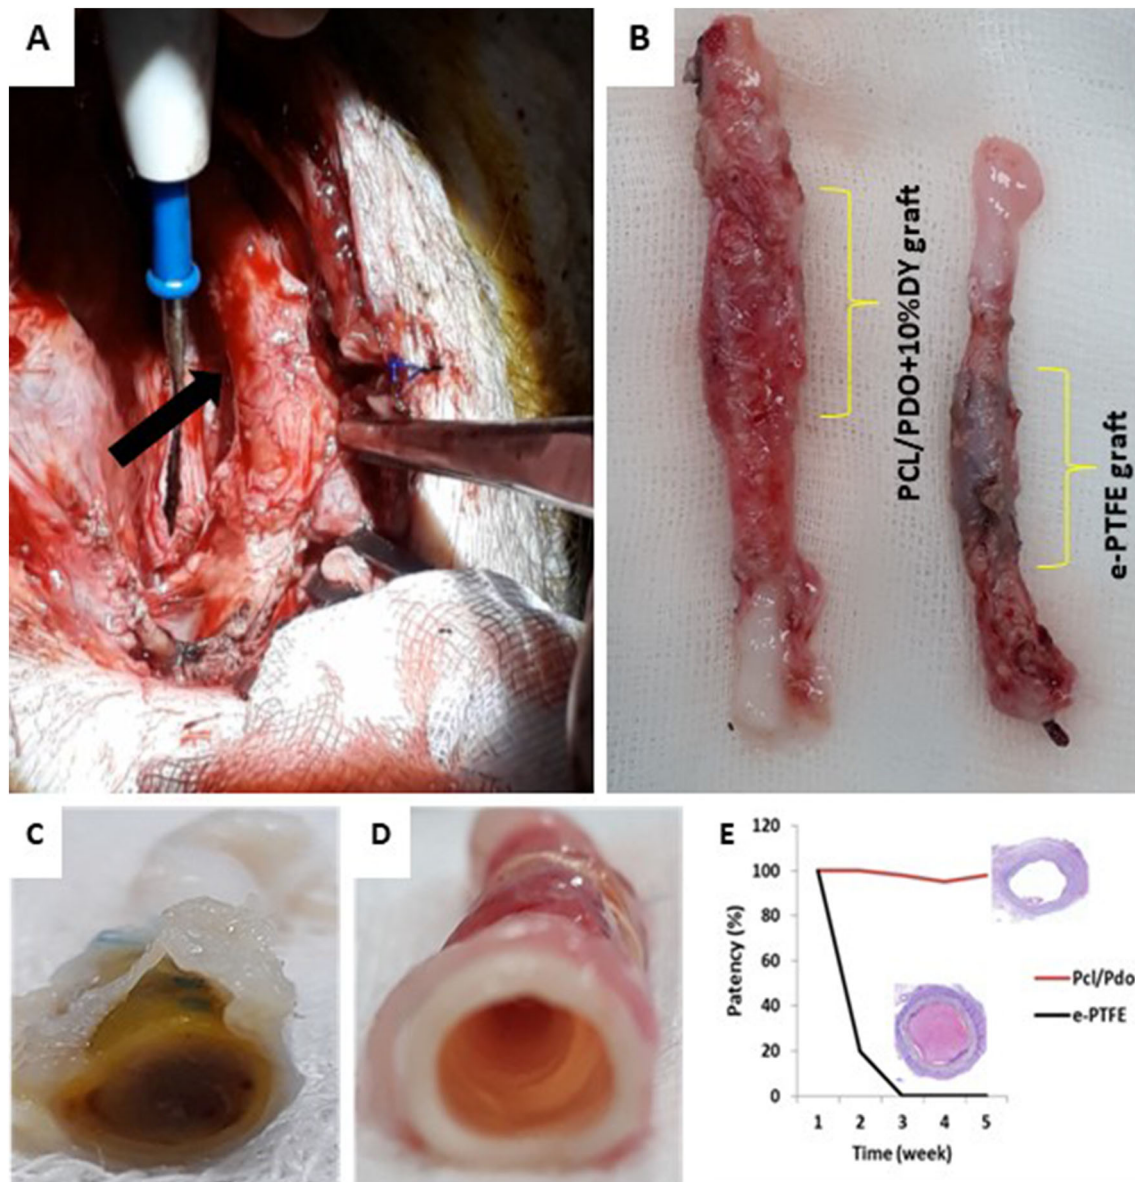 A
B
PCL/PDO+10%DY graft
e-PTFE graft
C
D
E
120
100
80
60
40
20
0
Patency (%)
1 2 3 4 5
Time (week)
Pcl/Pdo
e-PTFE